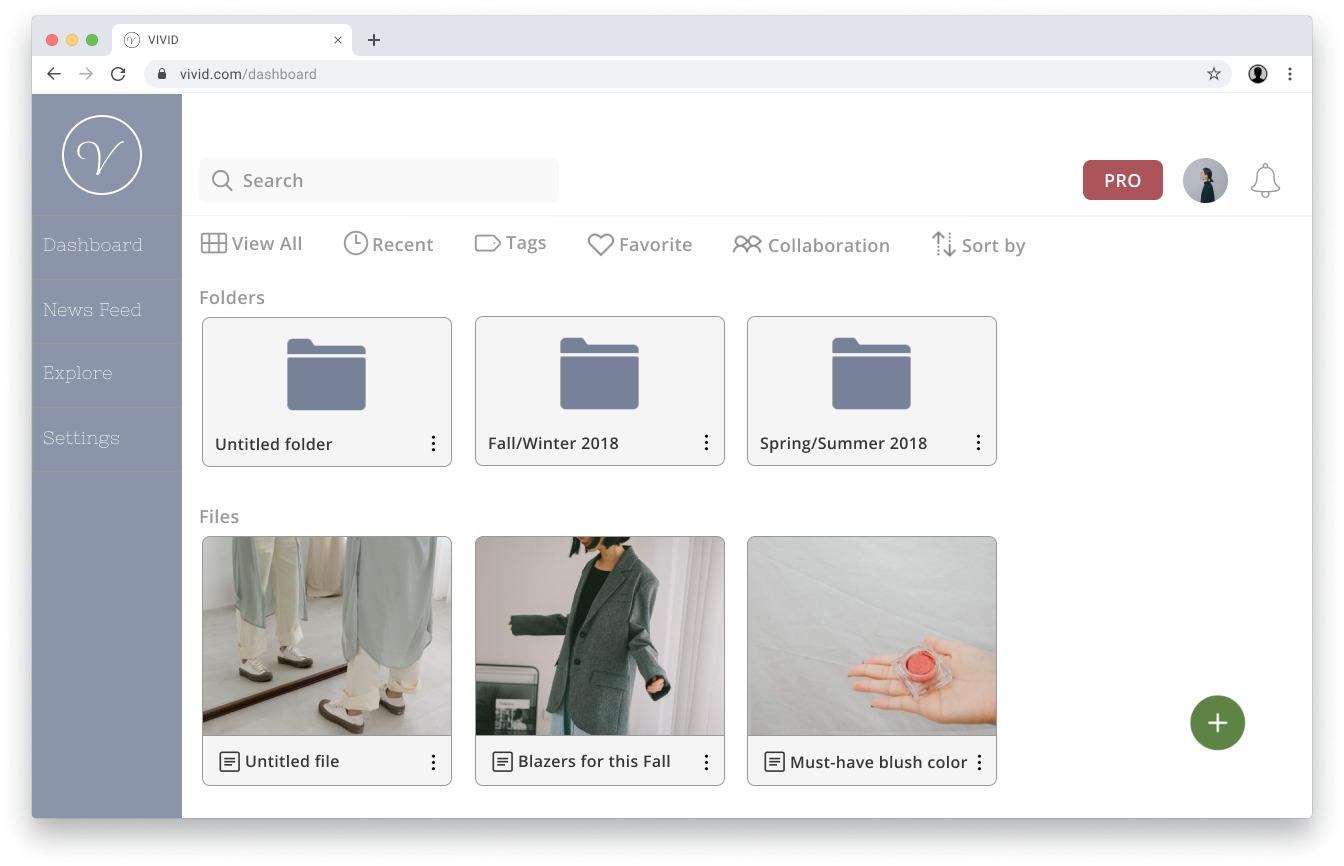 VIVID
vivid.com/dashboard
V
Search
PRO
Dashboard
News Feed
Explore
Settings
View All
Recent
Tags
Favorite
Collaboration
Sort by
Folders
Untitled folder
Fall/Winter 2018
Spring/Summer 2018
Files
Untitled file
Blazers for this Fall
Must-have blush color